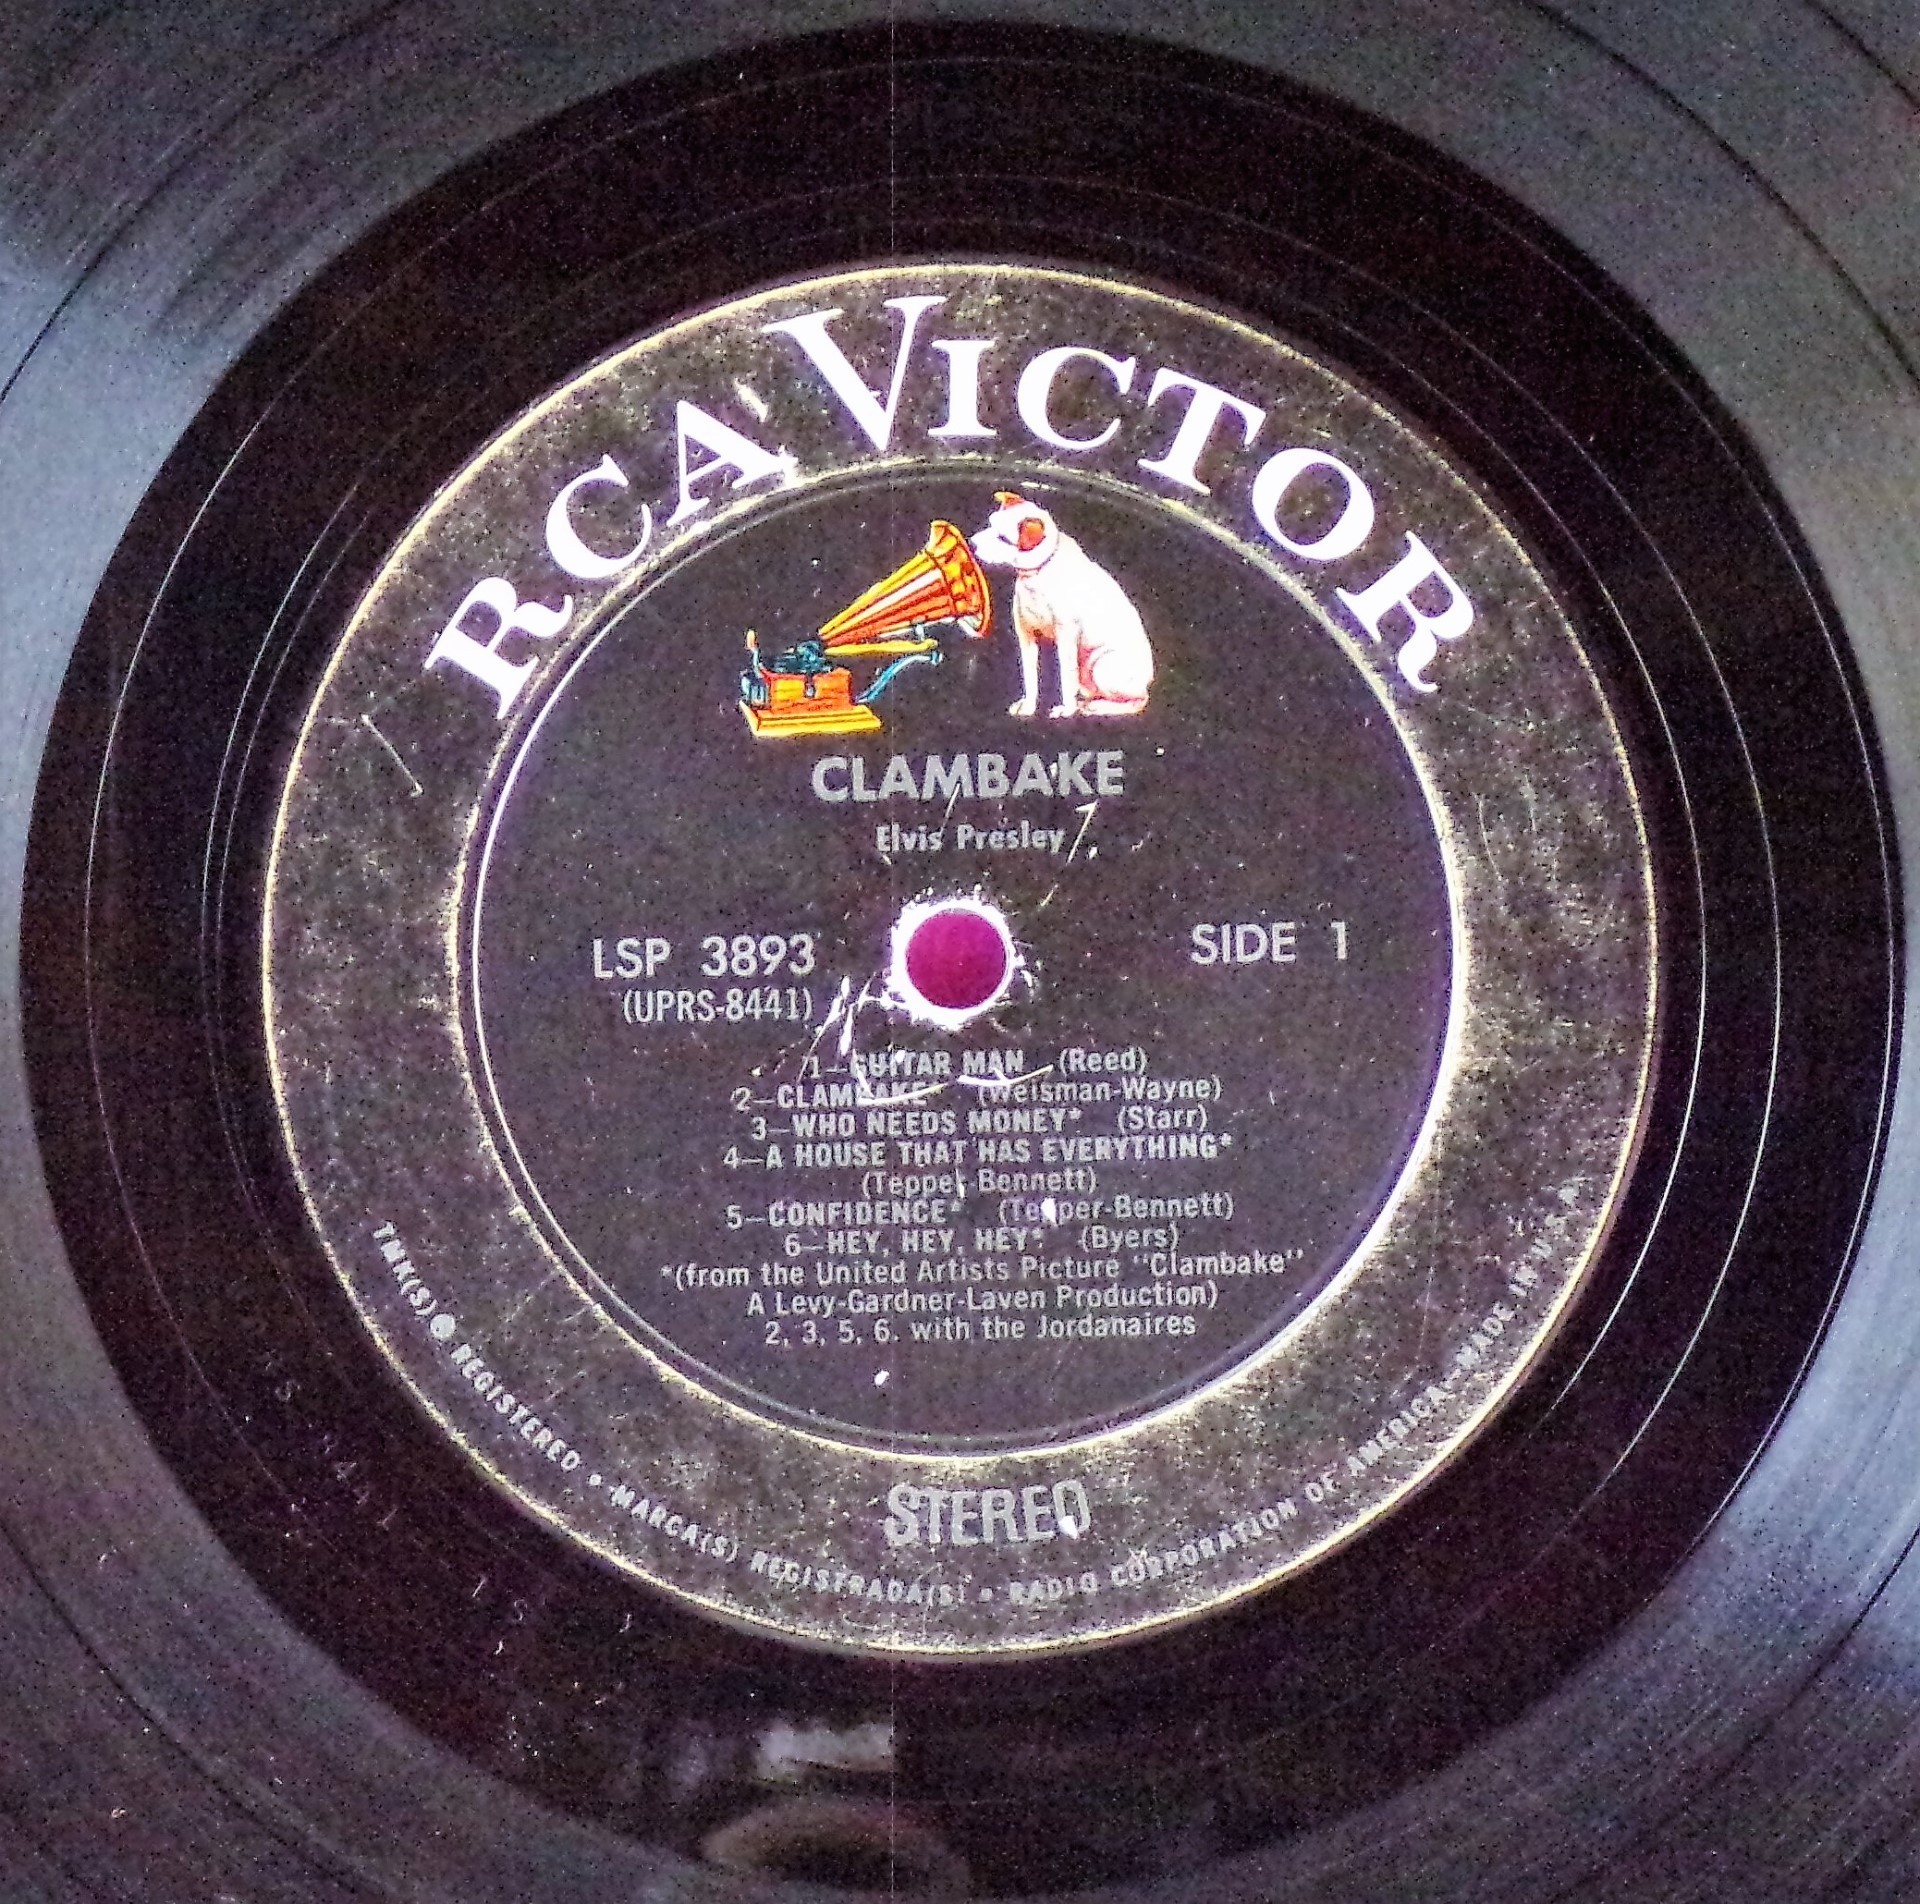 RCA VICTOR
CLAMBAKE
Elvis Presley
LSP 3893
SIDE 1
(UPRS-8441)
1—GUITAR MAN (Reed)
2—CLAMBAKE (Weisman-Wayne)
3—WHO NEEDS MONEY* (Starr)
4—A HOUSE THAT HAS EVERYTHING*
(Tepper Bennett)
5—CONFIDENCE* (Tepper-Bennett)
6—HEY, HEY, HEY* (Byers)
*(from the United Artists Picture "Clambake"
A Levy-Gardner-Laven Production)
2, 3, 5, 6. with the Jordanaires
STEREO
TMK(S) ® REGISTERED • MARCA(S) REGISTRADA(S) • RADIO CORPORATION OF AMERICA—MADE IN U.S.A.